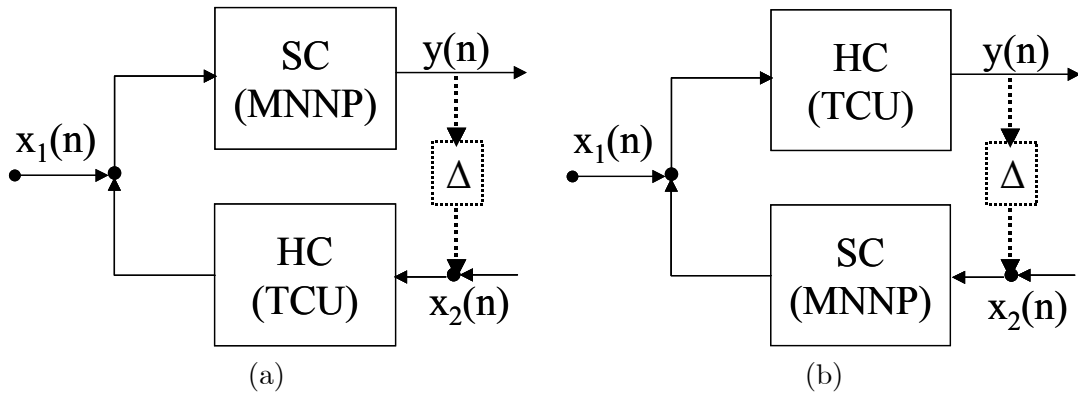 SC
(MNNP)
y(n)
x₁(n)
Δ
HC
(TCU)
x₂(n)
(a)
HC
(TCU)
y(n)
x₁(n)
Δ
SC
(MNNP)
x₂(n)
(b)